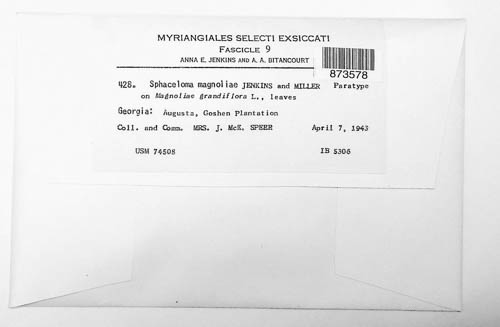 MYRIANGIALES SELECTI EXSICCATI
FASCICLE 9
ANNA E. JENKINS AND A. A. BITANCOURT
873578
428. Sphaceloma magnoliae JENKINS and MILLER Paratype
on Magnoliae grandiflora L., leaves
Georgia: Augusta, Goshen Plantation
Coll. and Comm. MRS. J. McK. SPEER April 7, 1943
USM 74508 IB 5306